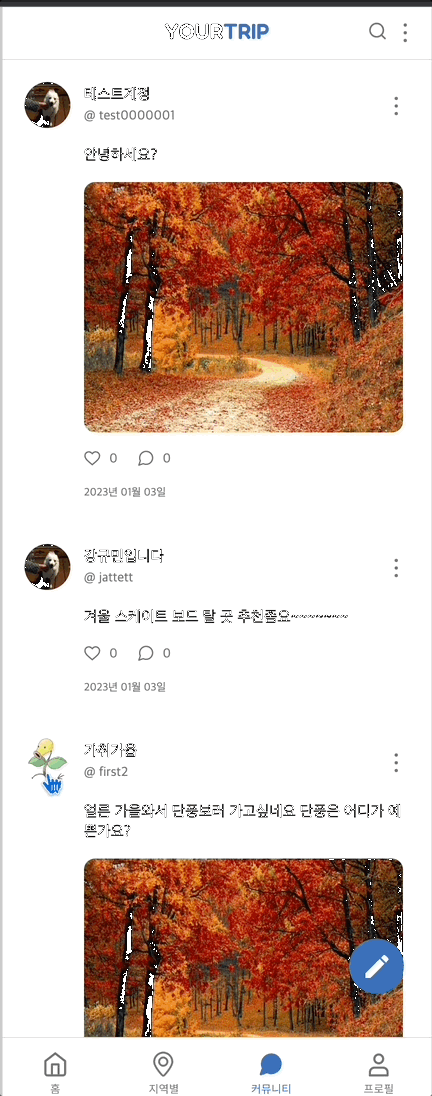 YOURTRIP
테스트계정
@ test0000001
안녕하세요?
0 0
2023년 01월 03일
장규민입니다
@ jattett
겨울 스케이트 보드 탈 곳 추천좀요~~~~~~~~~~
0 0
2023년 01월 03일
@ first2
얼른 가을와서 단풍보러 가고싶네요 단풍은 어디가 예
쁜가요?
홈 지역별 커뮤니티 프로필